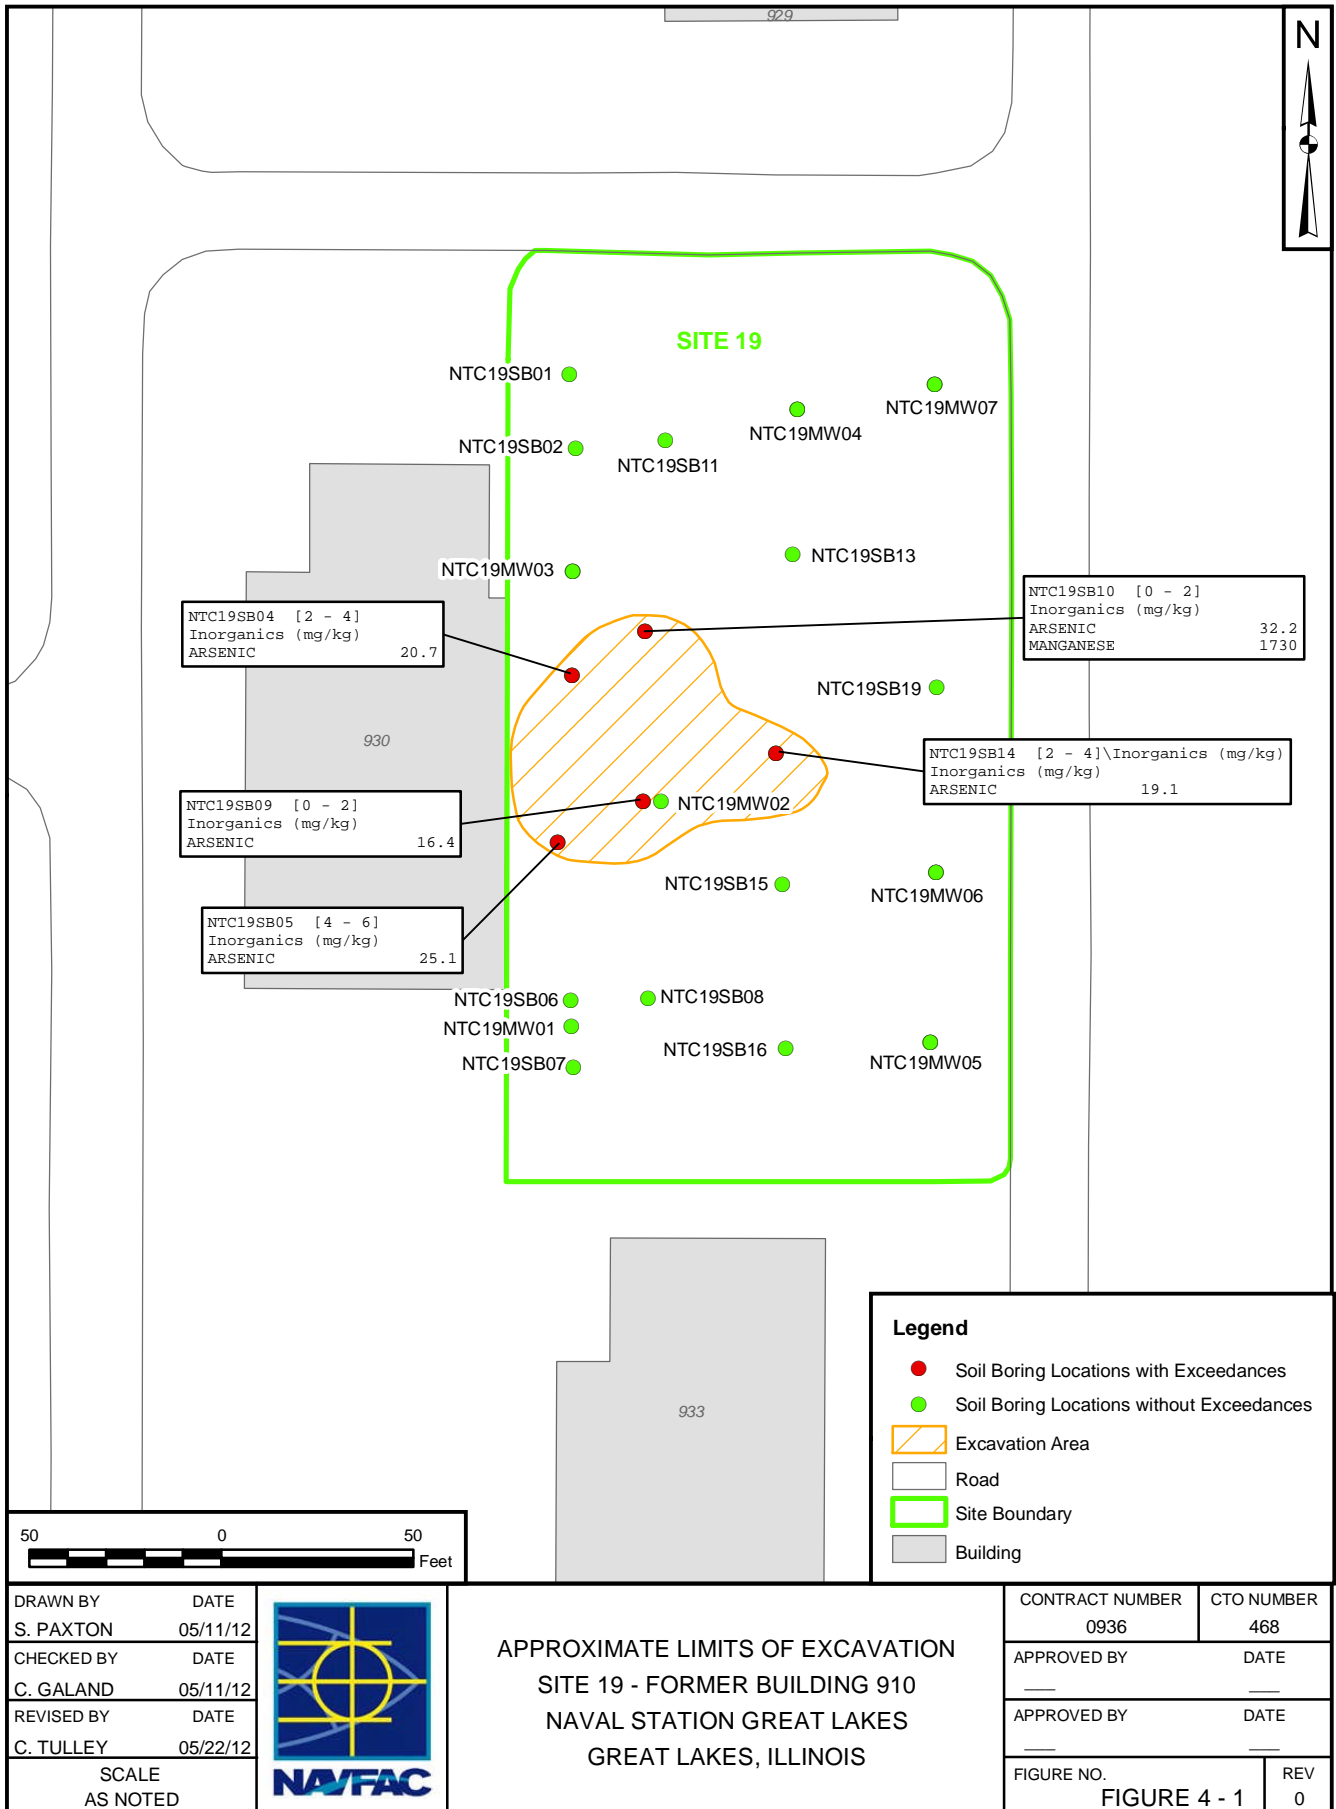 929
N
SITE 19
NTC19SB01
NTC19MW07
NTC19MW04
NTC19SB02
NTC19SB11
NTC19SB13
NTC19MW03
NTC19SB10 [0 - 2]
Inorganics (mg/kg)
ARSENIC 32.2
MANGANESE 1730
NTC19SB04 [2 - 4]
Inorganics (mg/kg)
ARSENIC 20.7
NTC19SB19
930
NTC19SB14 [2 - 4]\Inorganics (mg/kg)
Inorganics (mg/kg)
ARSENIC 19.1
NTC19SB09 [0 - 2]
Inorganics (mg/kg)
ARSENIC 16.4
NTC19MW02
NTC19SB15
NTC19MW06
NTC19SB05 [4 - 6]
Inorganics (mg/kg)
ARSENIC 25.1
NTC19SB06
NTC19SB08
NTC19MW01
NTC19SB16
NTC19SB07
NTC19MW05
933
Legend
Soil Boring Locations with Exceedances
Soil Boring Locations without Exceedances
Excavation Area
Road
Site Boundary
Building
50 0 50
Feet
DRAWN BY DATE
S. PAXTON 05/11/12
CHECKED BY DATE
C. GALAND 05/11/12
REVISED BY DATE
C. TULLEY 05/22/12
SCALE
AS NOTED
NAVFAC
APPROXIMATE LIMITS OF EXCAVATION
SITE 19 - FORMER BUILDING 910
NAVAL STATION GREAT LAKES
GREAT LAKES, ILLINOIS
CONTRACT NUMBER CTO NUMBER
0936 468
APPROVED BY DATE
___ ___
APPROVED BY DATE
___ ___
FIGURE NO. REV
FIGURE 4 - 1 0